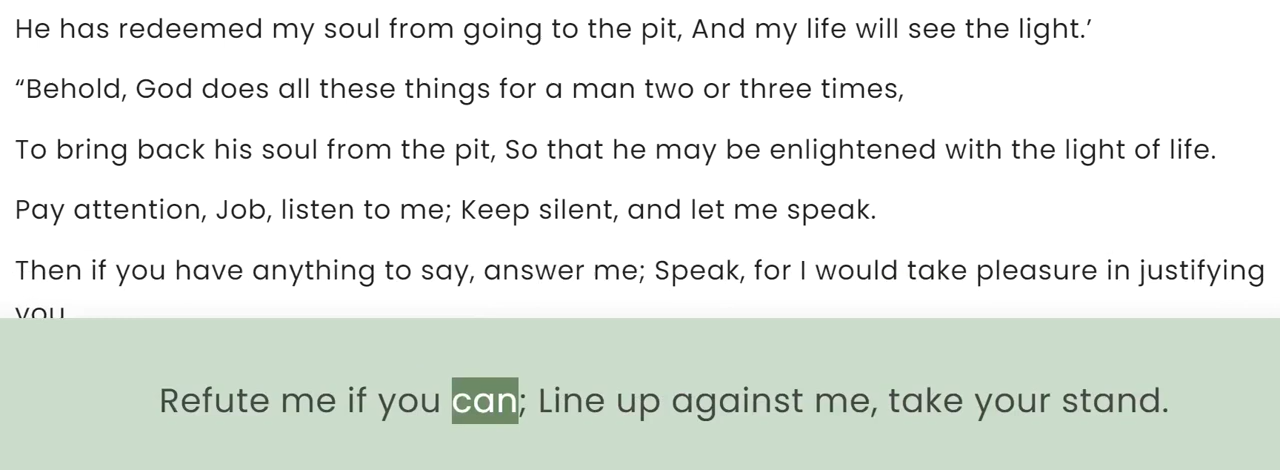 He has redeemed my soul from going to the pit, And my life will see the light.’
“Behold, God does all these things for a man two or three times,
To bring back his soul from the pit, So that he may be enlightened with the light of life.
Pay attention, Job, listen to me; Keep silent, and let me speak.
Then if you have anything to say, answer me; Speak, for I would take pleasure in justifying
you
Refute me if you can; Line up against me, take your stand.